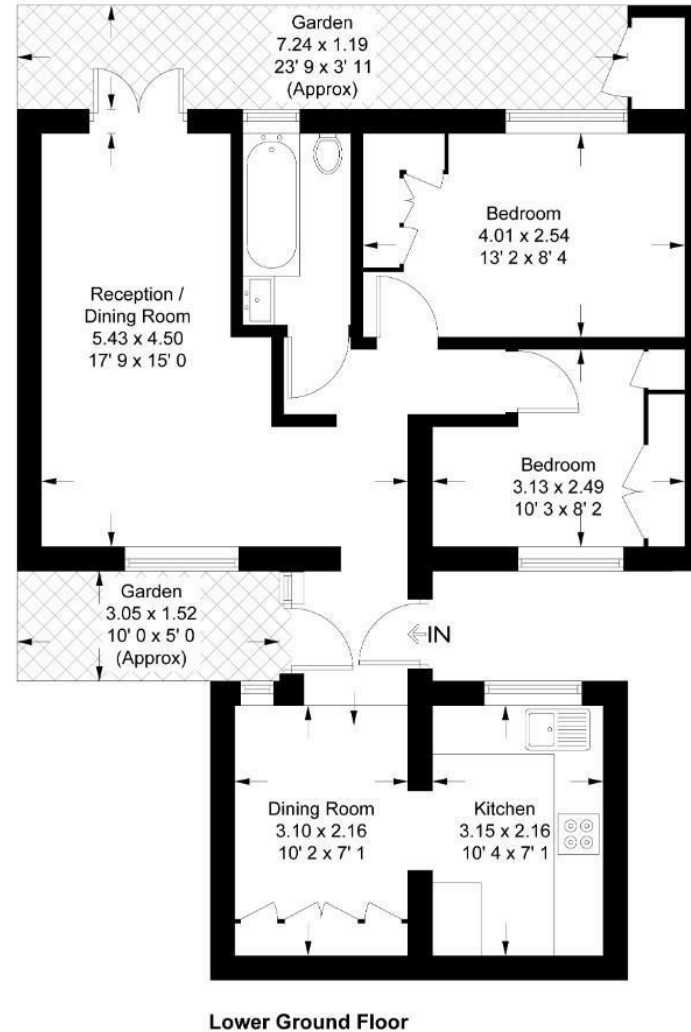 Garden
7.24 x 1.19
23' 9 x 3' 11
(Approx)
Bedroom
4.01 x 2.54
13' 2 x 8' 4
Reception /
Dining Room
5.43 x 4.50
17' 9 x 15' 0
Bedroom
3.13 x 2.49
10' 3 x 8' 2
Garden
3.05 x 1.52
10' 0 x 5' 0
(Approx)
IN
Dining Room
3.10 x 2.16
10' 2 x 7' 1
Kitchen
3.15 x 2.16
10' 4 x 7' 1
Lower Ground Floor